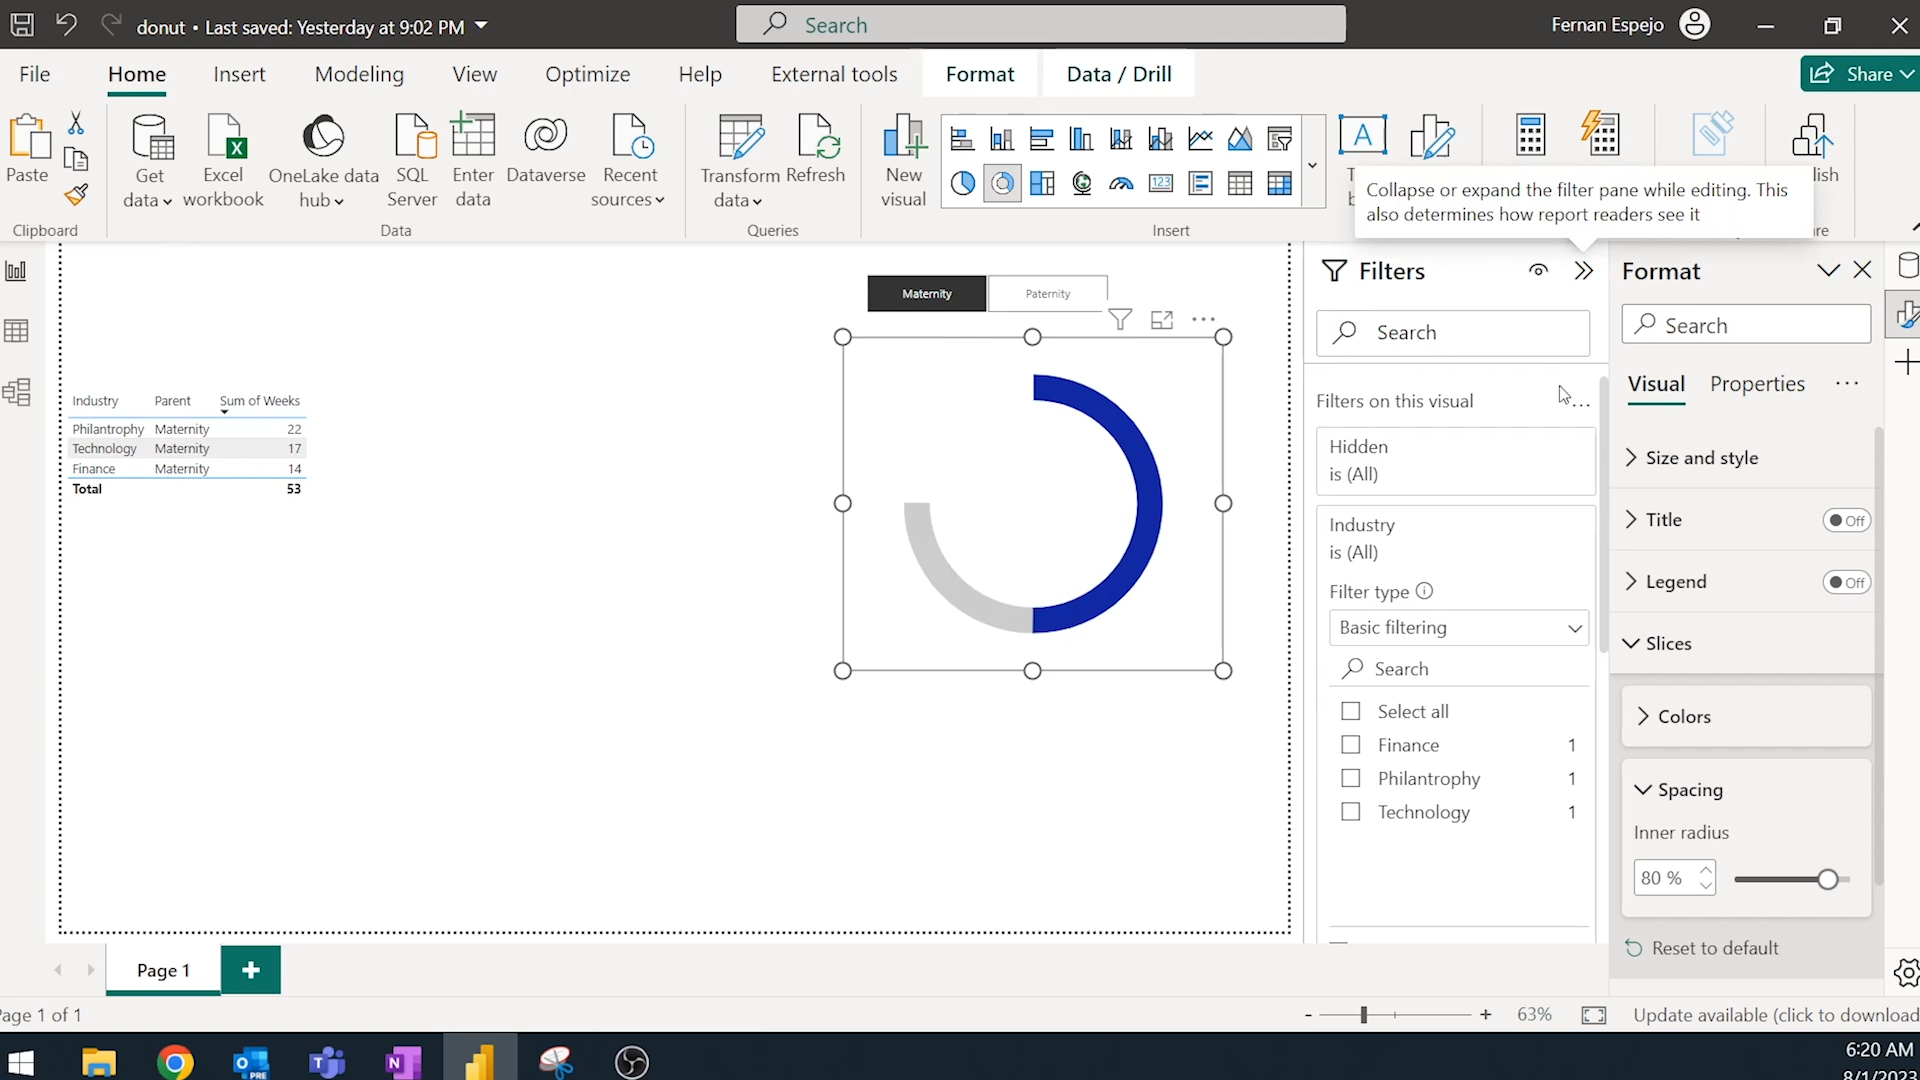 donut • Last saved: Yesterday at 9:02 PM
Search
Fernan Espejo
File
Home
Insert
Modeling
View
Optimize
Help
External tools
Format
Data / Drill
Share
Paste
Get
data
Excel
workbook
OneLake data
hub
SQL
Server
Enter
data
Dataverse
Recent
sources
Transform
data
Refresh
New
visual
Collapse or expand the filter pane while editing. This
also determines how report readers see it
Clipboard
Data
Queries
Insert
Maternity
Paternity
Industry Parent Sum of Weeks
Philantrophy Maternity 22
Technology Maternity 17
Finance Maternity 14
Total 53
Filters
Search
Filters on this visual
Hidden
is (All)
Industry
is (All)
Filter type
Basic filtering
Search
Select all
Finance 1
Philantrophy 1
Technology 1
Format
Search
Visual
Properties
Size and style
Title
Off
Legend
Off
Slices
Colors
Spacing
Inner radius
80 %
Reset to default
Page 1
Page 1 of 1
- + 63%
Update available (click to download
6:20 AM
8/1/2023